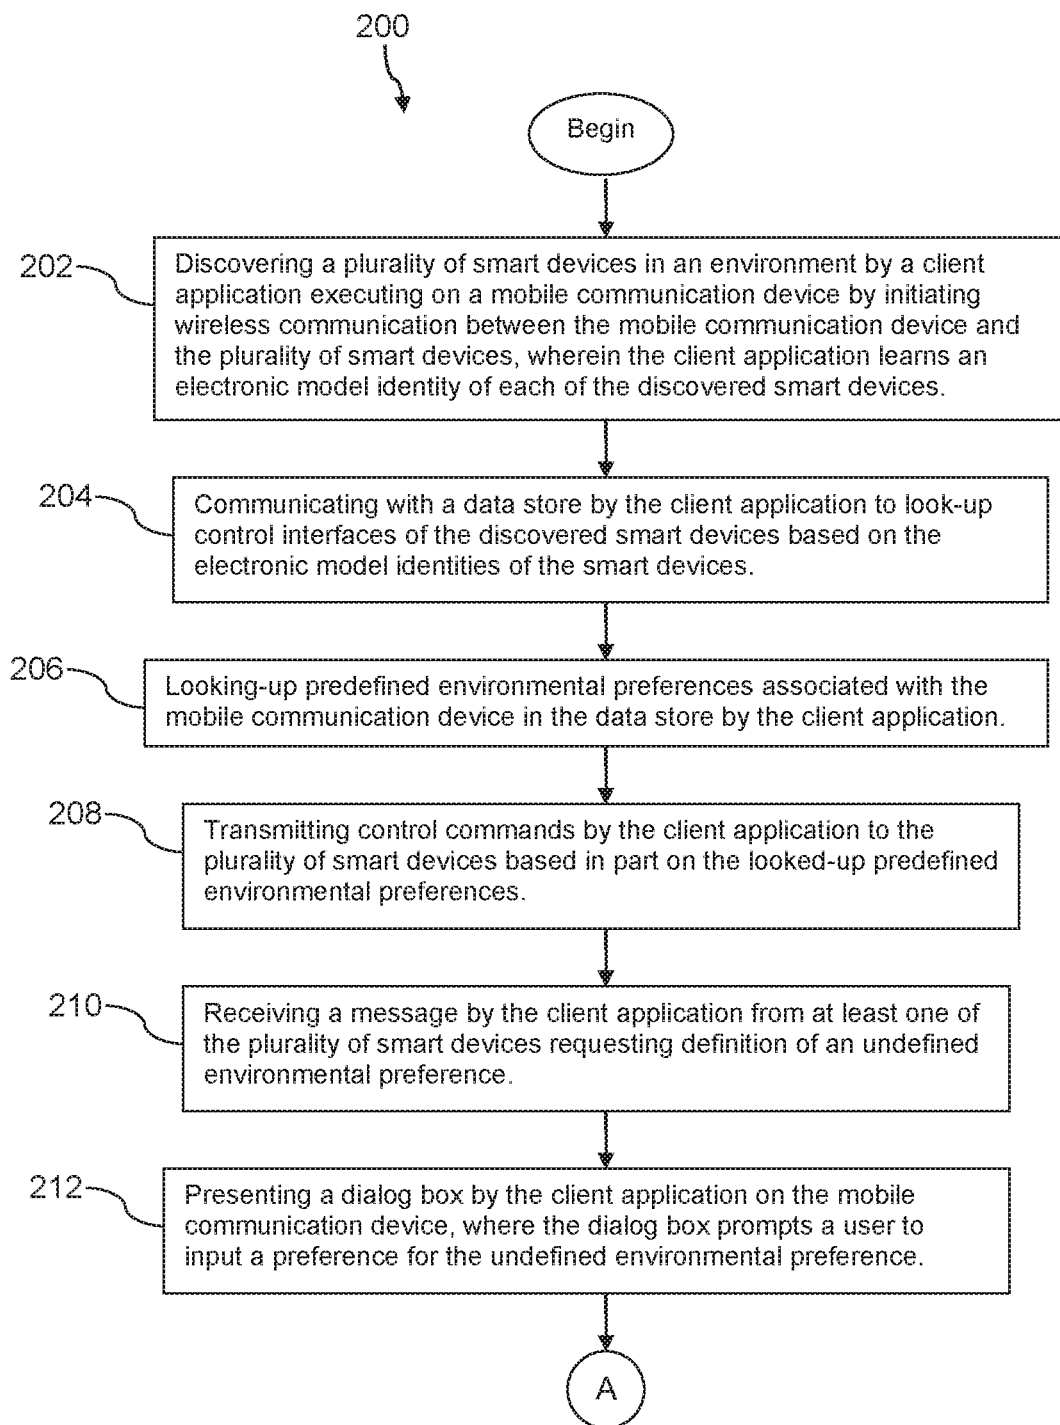 200
Begin
202
Discovering a plurality of smart devices in an environment by a client
application executing on a mobile communication device by initiating
wireless communication between the mobile communication device and
the plurality of smart devices, wherein the client application learns an
electronic model identity of each of the discovered smart devices.
204
Communicating with a data store by the client application to look-up
control interfaces of the discovered smart devices based on the
electronic model identities of the smart devices.
206
Looking-up predefined environmental preferences associated with the
mobile communication device in the data store by the client application.
208
Transmitting control commands by the client application to the
plurality of smart devices based in part on the looked-up predefined
environmental preferences.
210
Receiving a message by the client application from at least one of
the plurality of smart devices requesting definition of an undefined
environmental preference.
212
Presenting a dialog box by the client application on the mobile
communication device, where the dialog box prompts a user to
input a preference for the undefined environmental preference.
A